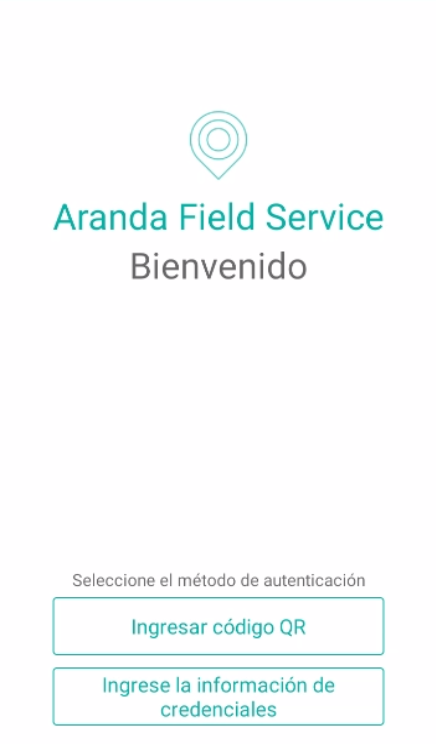 Aranda Field Service
Bienvenido
Seleccione el método de autenticación
Ingresar código QR
Ingrese la información de
credenciales